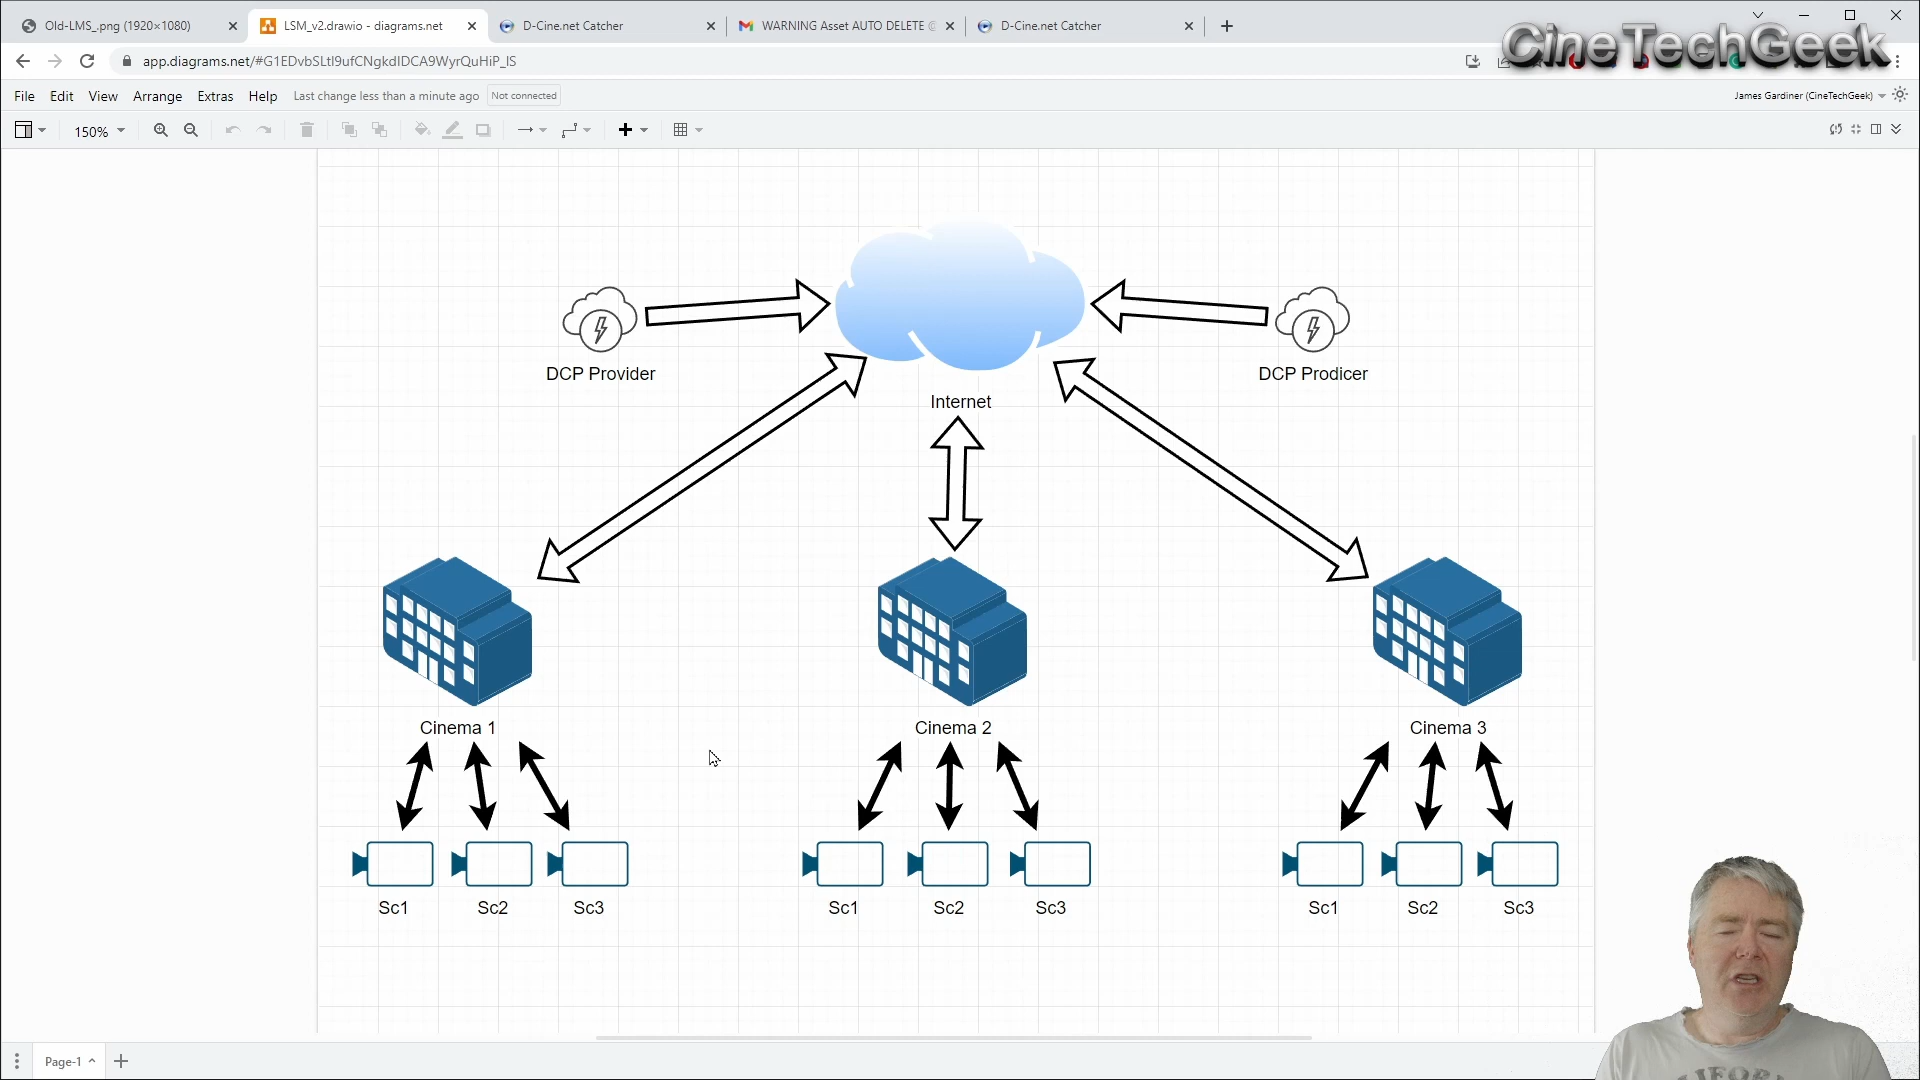 Old-LMS_.png (1920×1080)
LSM_v2.drawio - diagrams.net
D-Cine.net Catcher
WARNING Asset AUTO DELETE
D-Cine.net Catcher
CineTechGeek
app.diagrams.net/#G1EDvbSLtI9ufCNgkdIDCA9WyrQuHiP_IS
File Edit View Arrange Extras Help Last change less than a minute ago Not connected
James Gardiner (CineTechGeek)
150%
DCP Provider
DCP Prodicer
Internet
Cinema 1
Cinema 2
Cinema 3
Sc1 Sc2 Sc3
Sc1 Sc2 Sc3
Sc1 Sc2 Sc3
Page-1